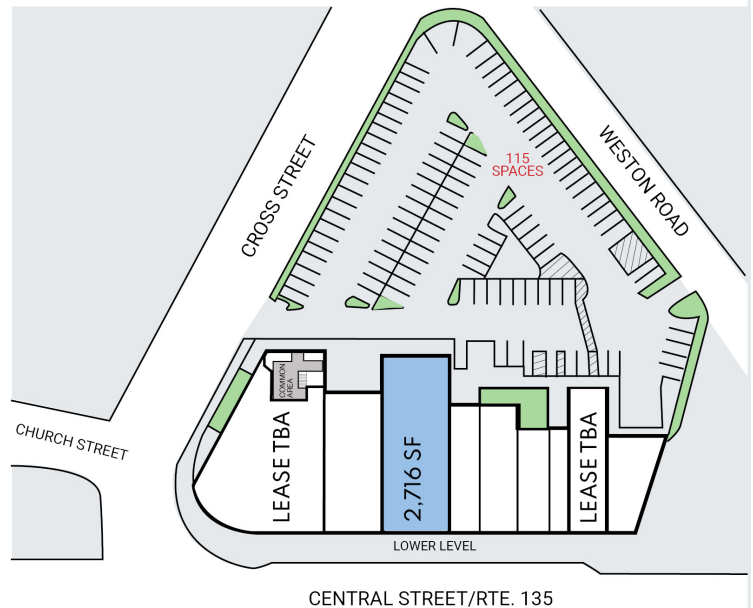 115
SPACES
CROSS STREET
WESTON ROAD
COMMON
AREA
CHURCH STREET
LEASE TBA
2,716 SF
LEASE TBA
LOWER LEVEL
CENTRAL STREET/RTE. 135